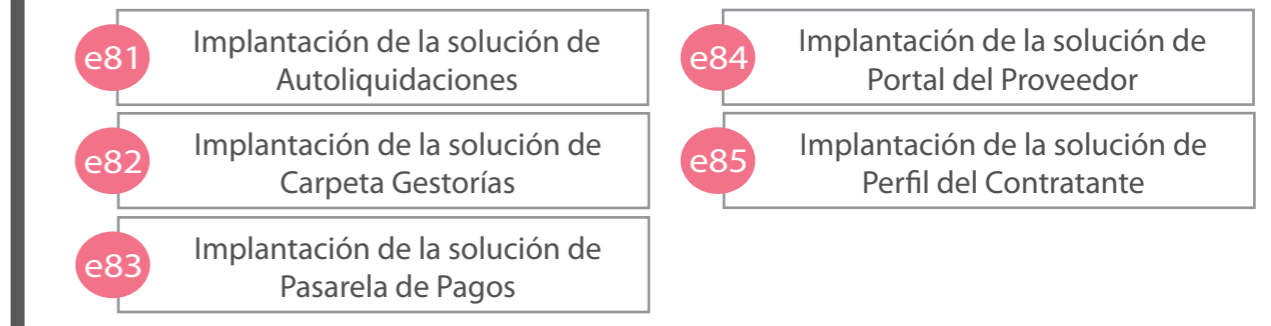 e81
Implantación de la solución de
Autoliquidaciones
e82
Implantación de la solución de
Carpeta Gestorías
e83
Implantación de la solución de
Pasarela de Pagos
e84
Implantación de la solución de
Portal del Proveedor
e85
Implantación de la solución de
Perfil del Contratante